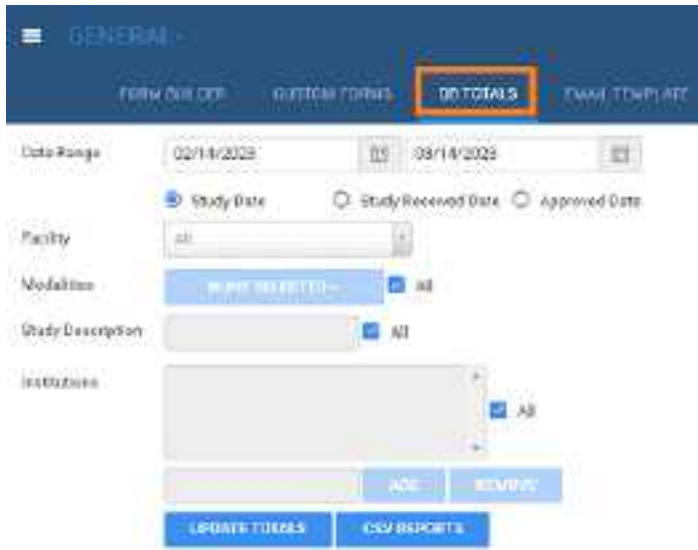 GENERAL
FORM BUILDER CUSTOM FORMS DB TOTALS EMAIL TEMPLATE
Date Range 02/14/2023 03/14/2023
Study Date Study Received Date Approved Date
Facility All
Modalities NONE SELECTED All
Study Description All
Institutions
All
ADD REMOVE
UPDATE TOTALS CSV REPORTS